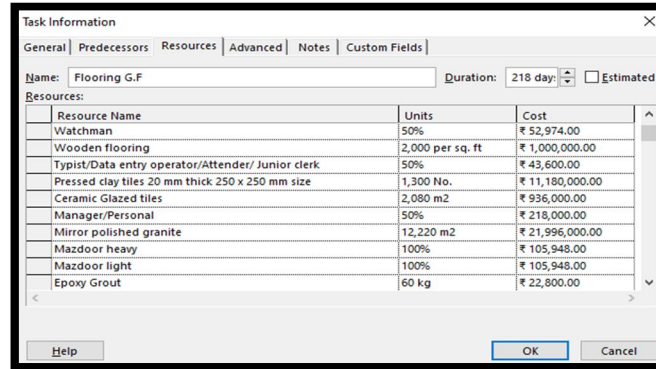 Task Information
General Predecessors Resources Advanced Notes Custom Fields
Name: Flooring G.F Duration: 218 day: Estimated
Resources:
Resource Name Units Cost
Watchman 50% ₹ 52,974.00
Wooden flooring 2,000 per sq. ft ₹ 1,000,000.00
Typist/Data entry operator/Attender/ Junior clerk 50% ₹ 43,600.00
Pressed clay tiles 20 mm thick 250 x 250 mm size 1,300 No. ₹ 11,180,000.00
Ceramic Glazed tiles 2,080 m2 ₹ 936,000.00
Manager/Personal 50% ₹ 218,000.00
Mirror polished granite 12,220 m2 ₹ 21,996,000.00
Mazdoor heavy 100% ₹ 105,948.00
Mazdoor light 100% ₹ 105,948.00
Epoxy Grout 60 kg ₹ 22,800.00
Help OK Cancel